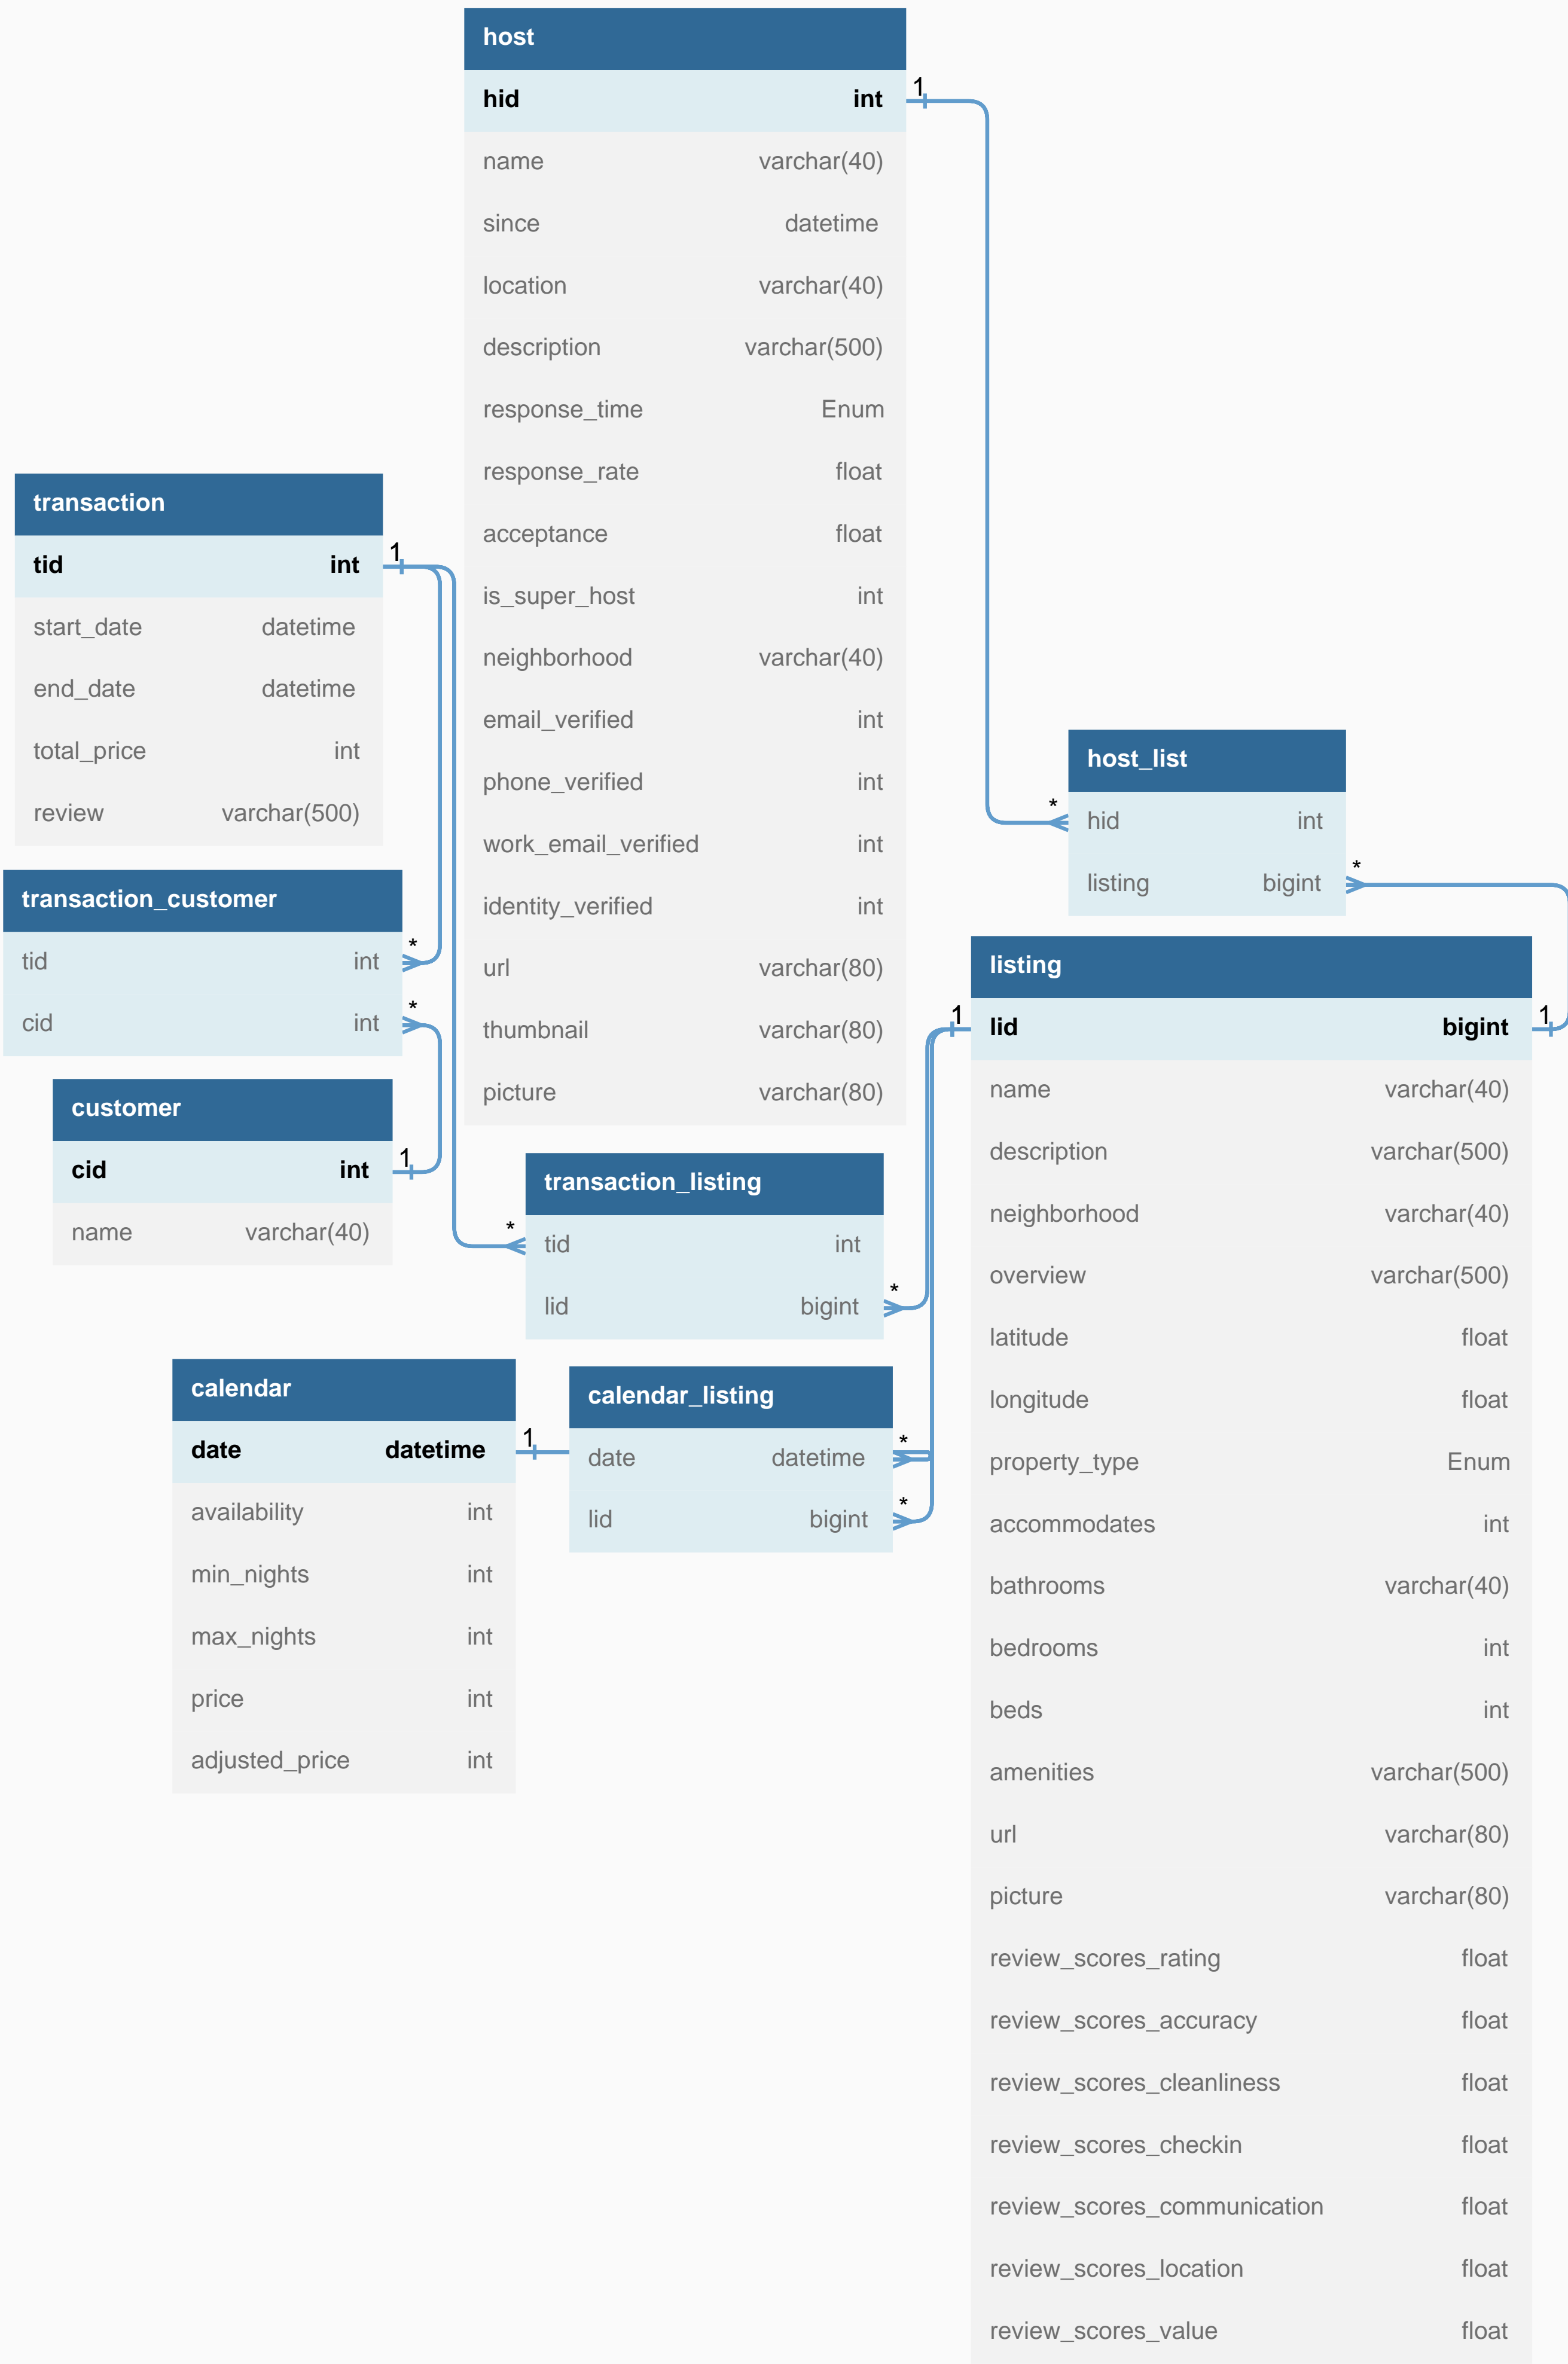 host
hid int
name varchar(40)
since datetime
location varchar(40)
description varchar(500)
response_time Enum
response_rate float
acceptance float
is_super_host int
neighborhood varchar(40)
email_verified int
phone_verified int
work_email_verified int
identity_verified int
url varchar(80)
thumbnail varchar(80)
picture varchar(80)
1
*
transaction
tid int
start_date datetime
end_date datetime
total_price int
review varchar(500)
1
transaction_customer
tid int
cid int
*
*
customer
cid int
name varchar(40)
1
host_list
hid int
listing bigint
*
transaction_listing
tid int
lid bigint
*
*
calendar
date datetime
availability int
min_nights int
max_nights int
price int
adjusted_price int
1
calendar_listing
date datetime
lid bigint
*
*
listing
lid bigint
name varchar(40)
description varchar(500)
neighborhood varchar(40)
overview varchar(500)
latitude float
longitude float
property_type Enum
accommodates int
bathrooms varchar(40)
bedrooms int
beds int
amenities varchar(500)
url varchar(80)
picture varchar(80)
review_scores_rating float
review_scores_accuracy float
review_scores_cleanliness float
review_scores_checkin float
review_scores_communication float
review_scores_location float
review_scores_value float
1
1